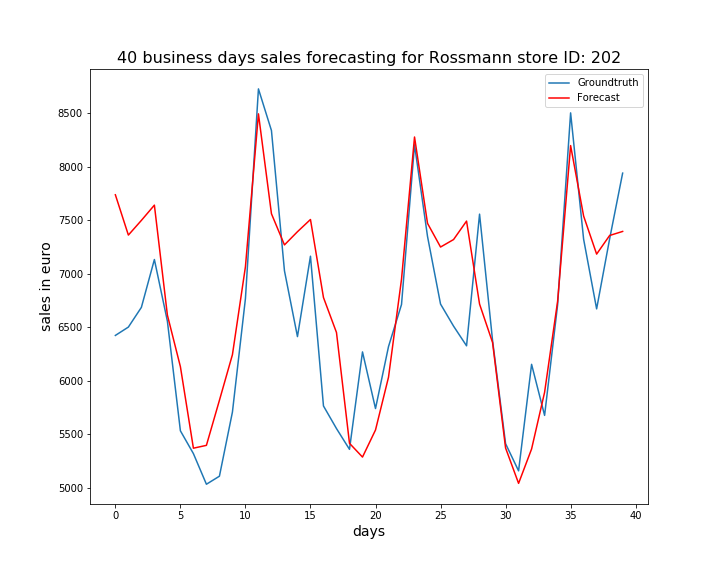 40 business days sales forecasting for Rossmann store ID: 202
Groundtruth
Forecast
sales in euro
8500
8000
7500
7000
6500
6000
5500
5000
0 5 10 15 20 25 30 35 40
days